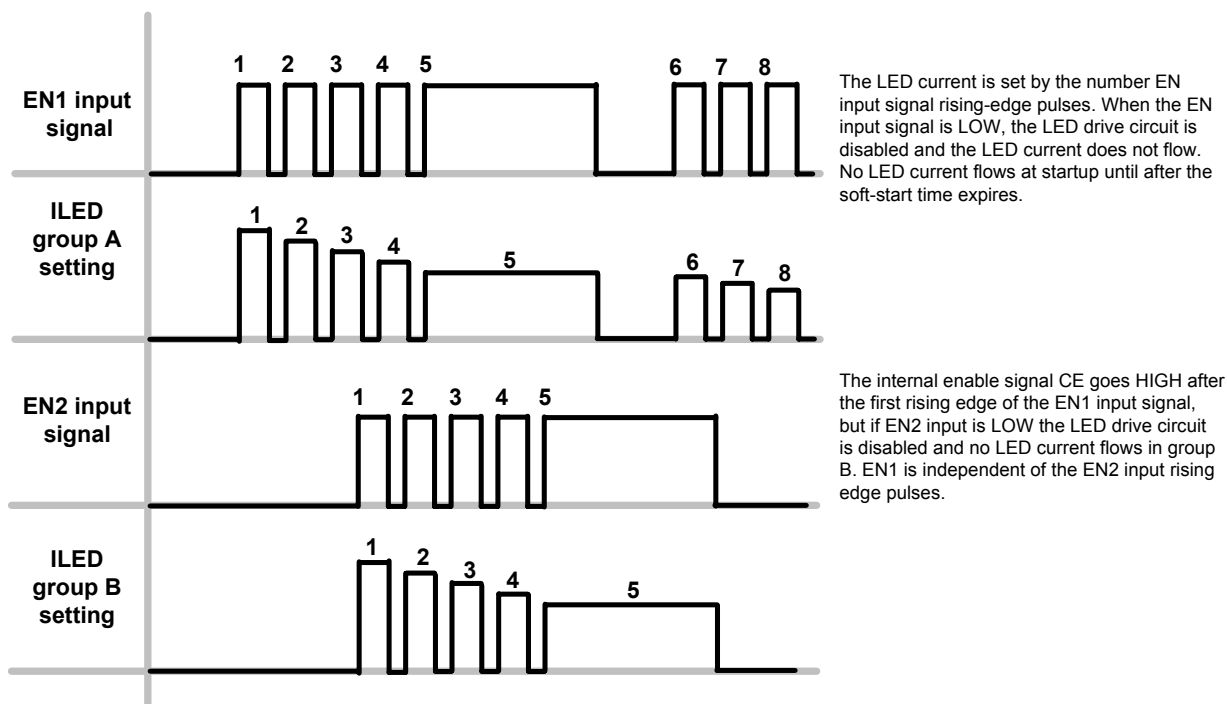 1 2 3 4 5 6 7 8
EN1 input
signal
The LED current is set by the number EN
input signal rising-edge pulses. When the EN
input signal is LOW, the LED drive circuit is
disabled and the LED current does not flow.
No LED current flows at startup until after the
soft-start time expires.
ILED
group A
setting
1 2 3 4 5 6 7 8
EN2 input
signal
1 2 3 4 5
The internal enable signal CE goes HIGH after
the first rising edge of the EN1 input signal,
but if EN2 input is LOW the LED drive circuit
is disabled and no LED current flows in group
B. EN1 is independent of the EN2 input rising
edge pulses.
ILED
group B
setting
1 2 3 4 5